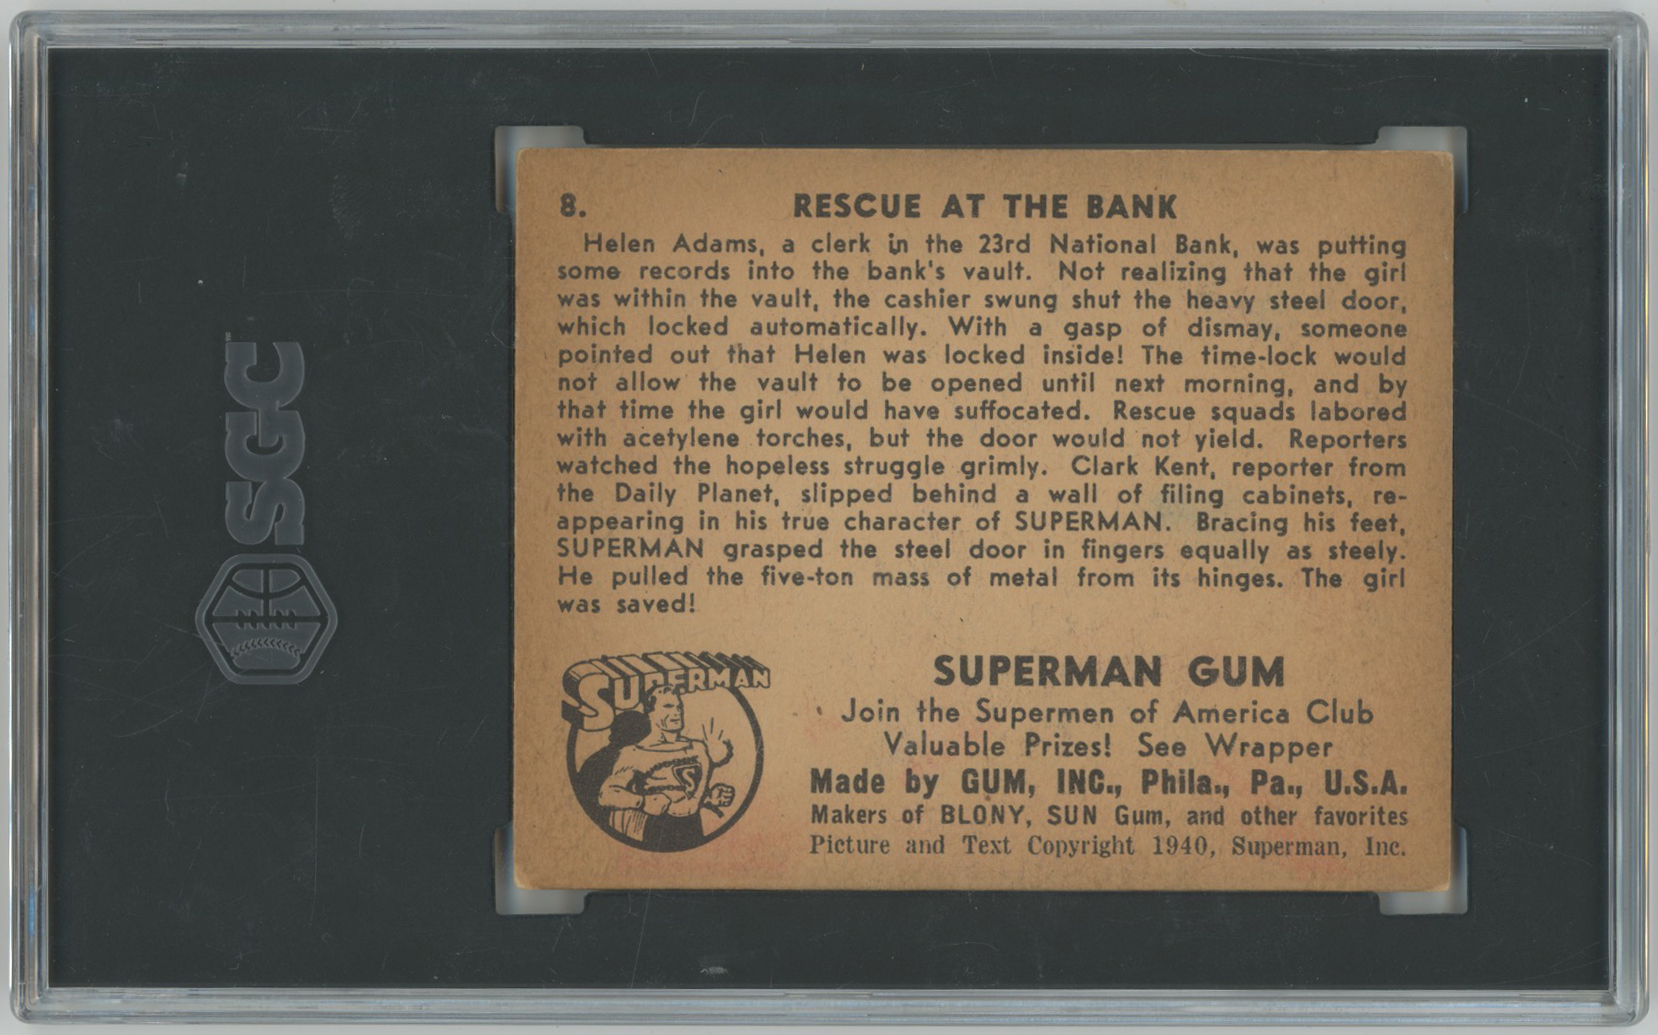 8. RESCUE AT THE BANK
Helen Adams, a clerk in the 23rd National Bank, was putting
some records into the bank's vault. Not realizing that the girl
was within the vault, the cashier swung shut the heavy steel door,
which locked automatically. With a gasp of dismay, someone
pointed out that Helen was locked inside! The time-lock would
not allow the vault to be opened until next morning, and by
that time the girl would have suffocated. Rescue squads labored
with acetylene torches, but the door would not yield. Reporters
watched the hopeless struggle grimly. Clark Kent, reporter from
the Daily Planet, slipped behind a wall of filing cabinets, re-
appearing in his true character of SUPERMAN. Bracing his feet,
SUPERMAN grasped the steel door in fingers equally as steely.
He pulled the five-ton mass of metal from its hinges. The girl
was saved!
SUPERMAN
S
SUPERMAN GUM
Join the Supermen of America Club
Valuable Prizes! See Wrapper
Made by GUM, INC., Phila., Pa., U.S.A.
Makers of BLONY, SUN Gum, and other favorites
Picture and Text Copyright 1940, Superman, Inc.
SGC™